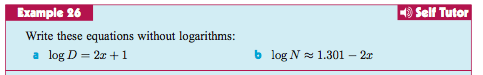 Example 26 Self Tutor
Write these equations without logarithms:
a log D = 2x + 1 b log N ≈ 1.301 − 2x